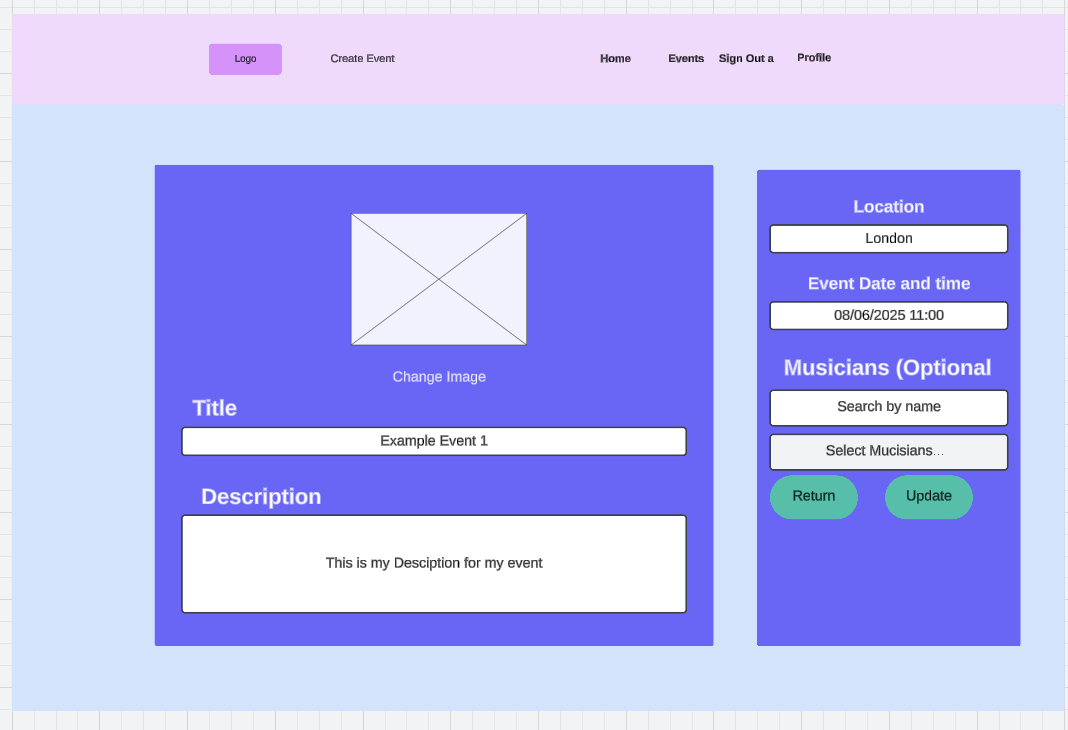 Logo
Create Event
Home
Events
Sign Out a
Profile
Change Image
Title
Example Event 1
Description
This is my Desciption for my event
Location
London
Event Date and time
08/06/2025 11:00
Musicians (Optional
Search by name
Select Mucisians...
Return
Update